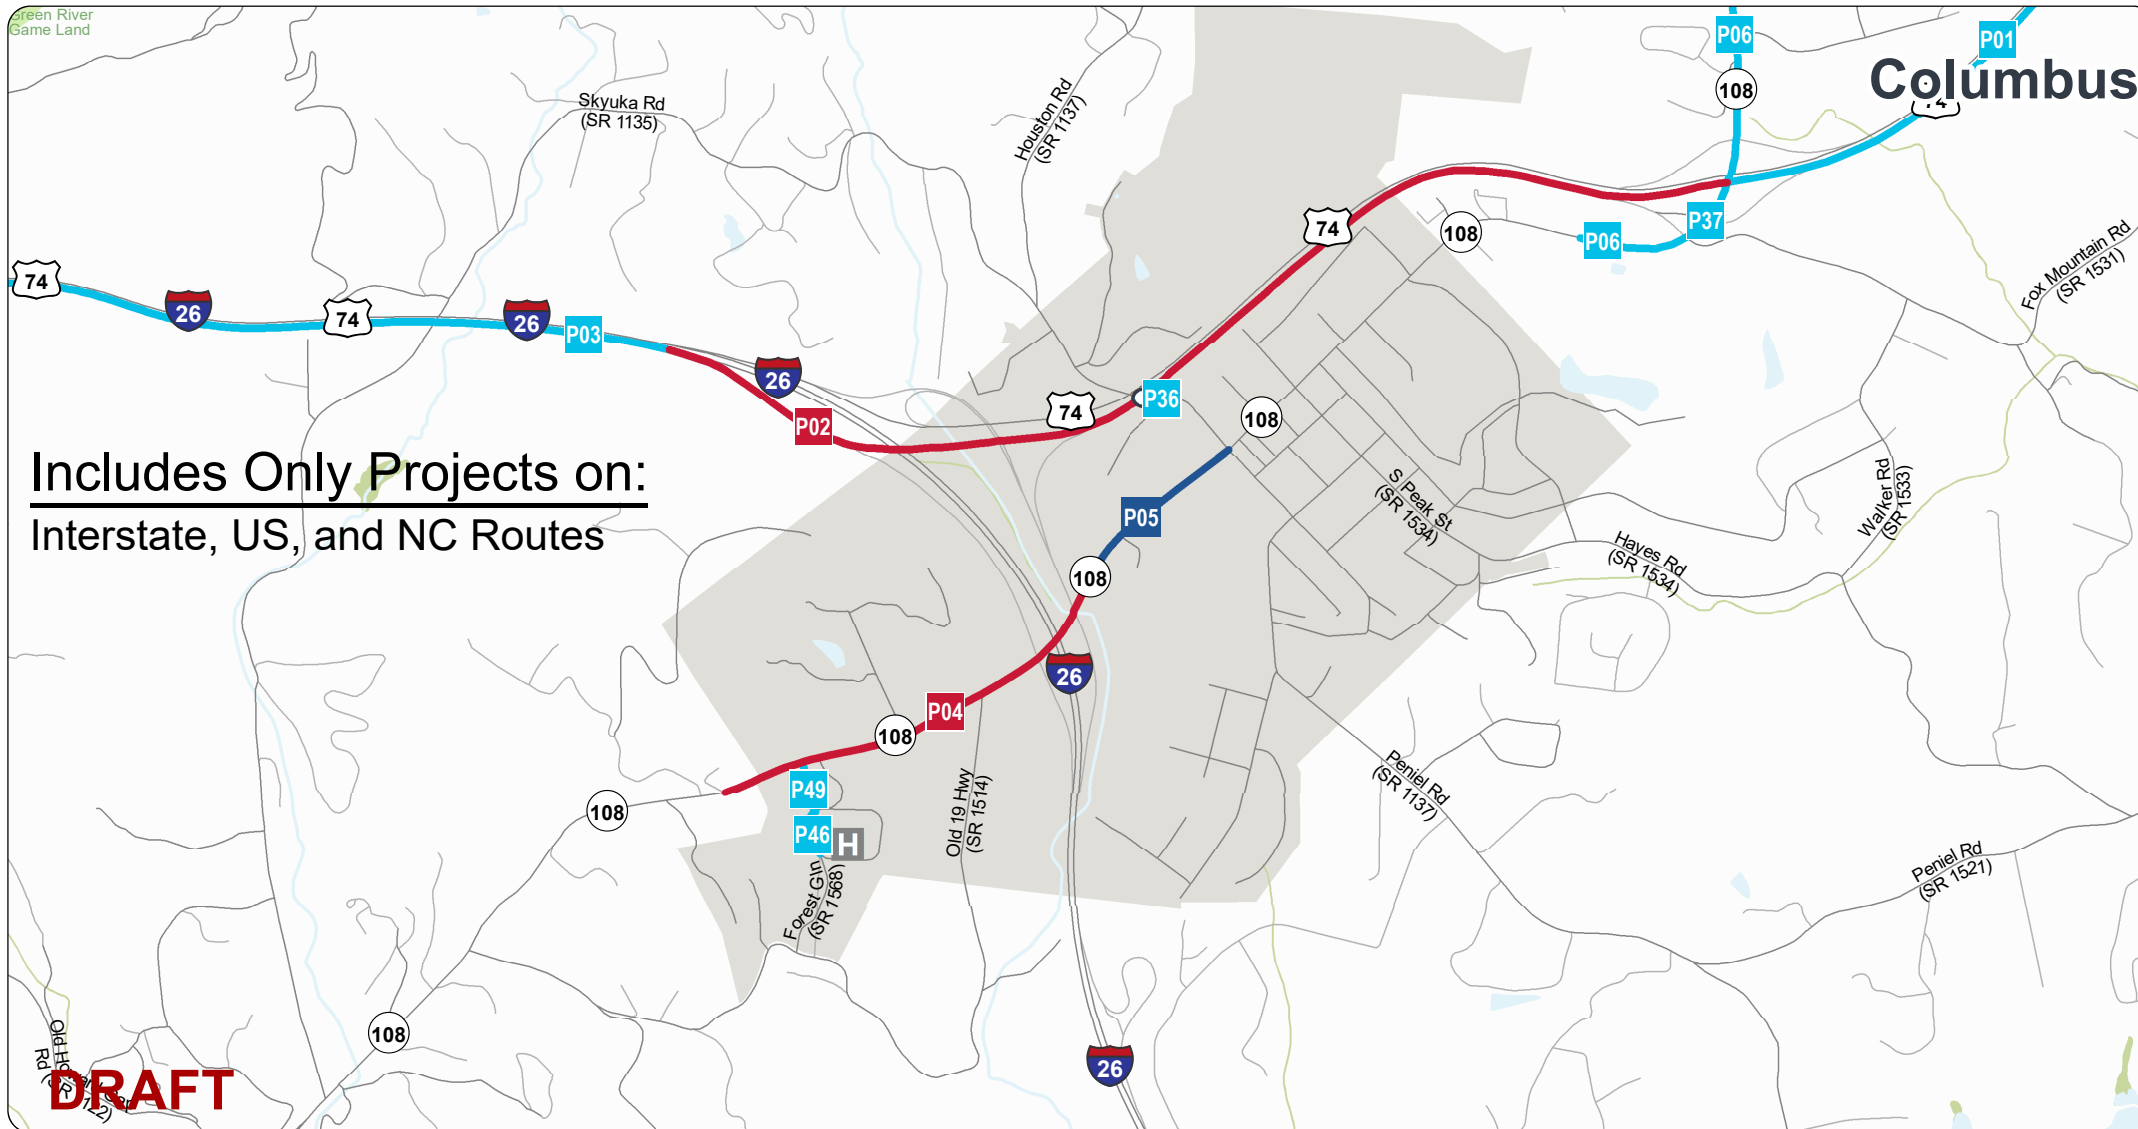 Green River
Game Land
P06
P01
Columbus
108
74
Skyuka Rd
(SR 1135)
Houston Rd
(SR 1137)
74
108
P06
P37
Fox Mountain Rd
(SR 1531)
74
26
74
26
P03
26
74
P36
108
P02
Includes Only Projects on:
Interstate, US, and NC Routes
S Peak St
(SR 1534)
Walker Rd
(SR 1533)
P05
108
Hayes Rd
(SR 1534)
26
P04
108
P49
108
P46
H
Old 19 Hwy
(SR 1514)
Peniel Rd
(SR 1137)
Peniel Rd
(SR 1521)
Forest Gln
(SR 1568)
108
26
Old
Rd
DRAFT